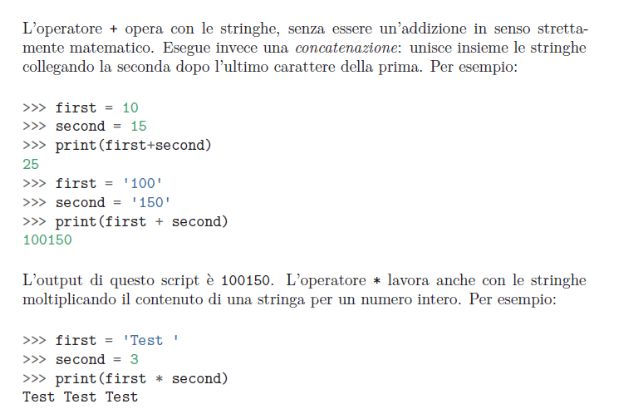 L'operatore + opera con le stringhe, senza essere un'addizione in senso stretta-
mente matematico. Esegue invece una concatenazione: unisce insieme le stringhe
collegando la seconda dopo l'ultimo carattere della prima. Per esempio:
>>> first = 10
>>> second = 15
>>> print(first+second)
25
>>> first = '100'
>>> second = '150'
>>> print(first + second)
100150
L'output di questo script è 100150. L'operatore * lavora anche con le stringhe
moltiplicando il contenuto di una stringa per un numero intero. Per esempio:
>>> first = 'Test '
>>> second = 3
>>> print(first * second)
Test Test Test